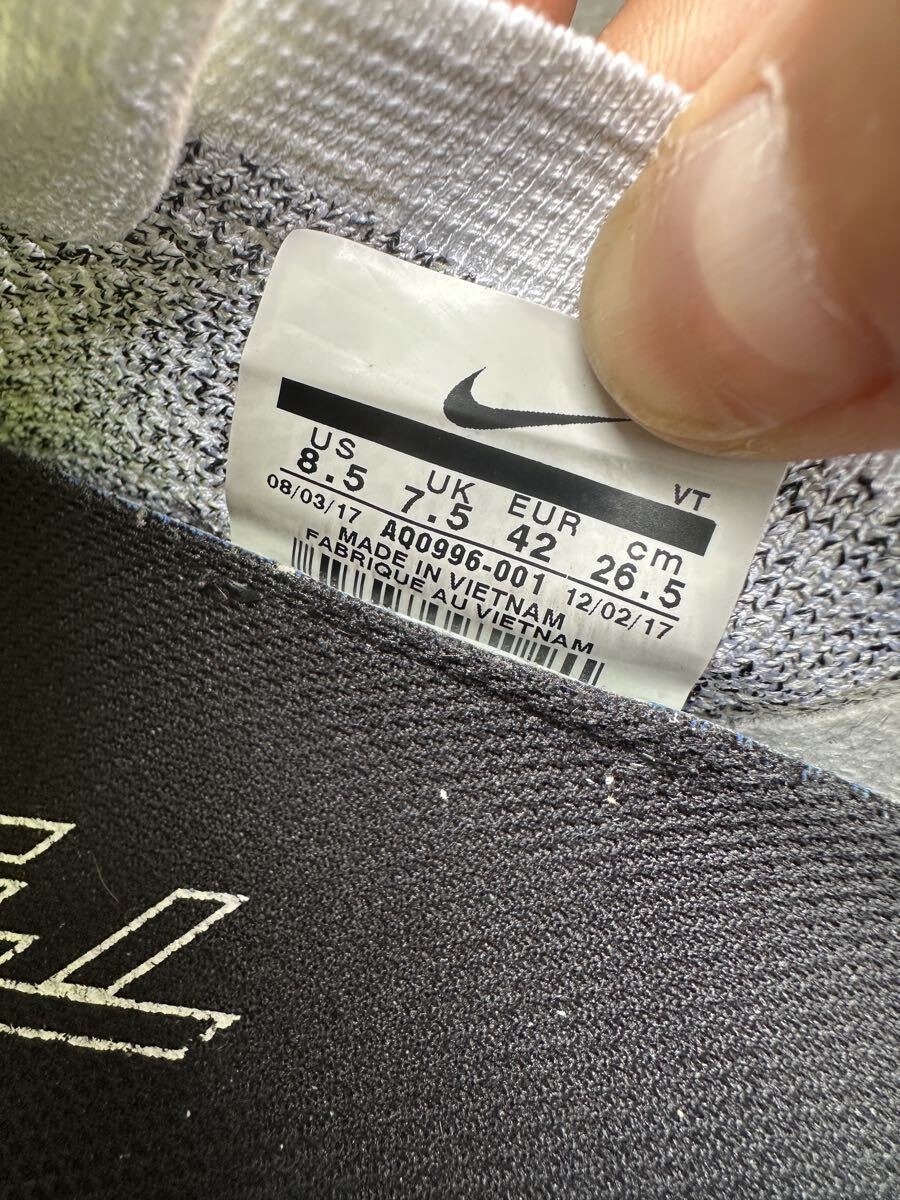 VT
US UK EUR cm
8.5 7.5 42 26.5
08/03/17 AQ0996-001 12/02/17
MADE IN VIETNAM
FABRIQUE AU VIETNAM